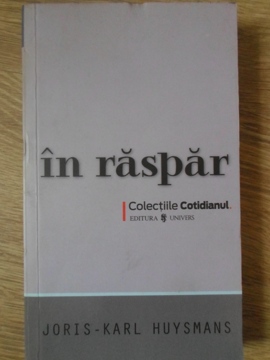 în răspăr
Colecțiile Cotidianul
EDITURA UNIVERS
JORIS-KARL HUYSMANS